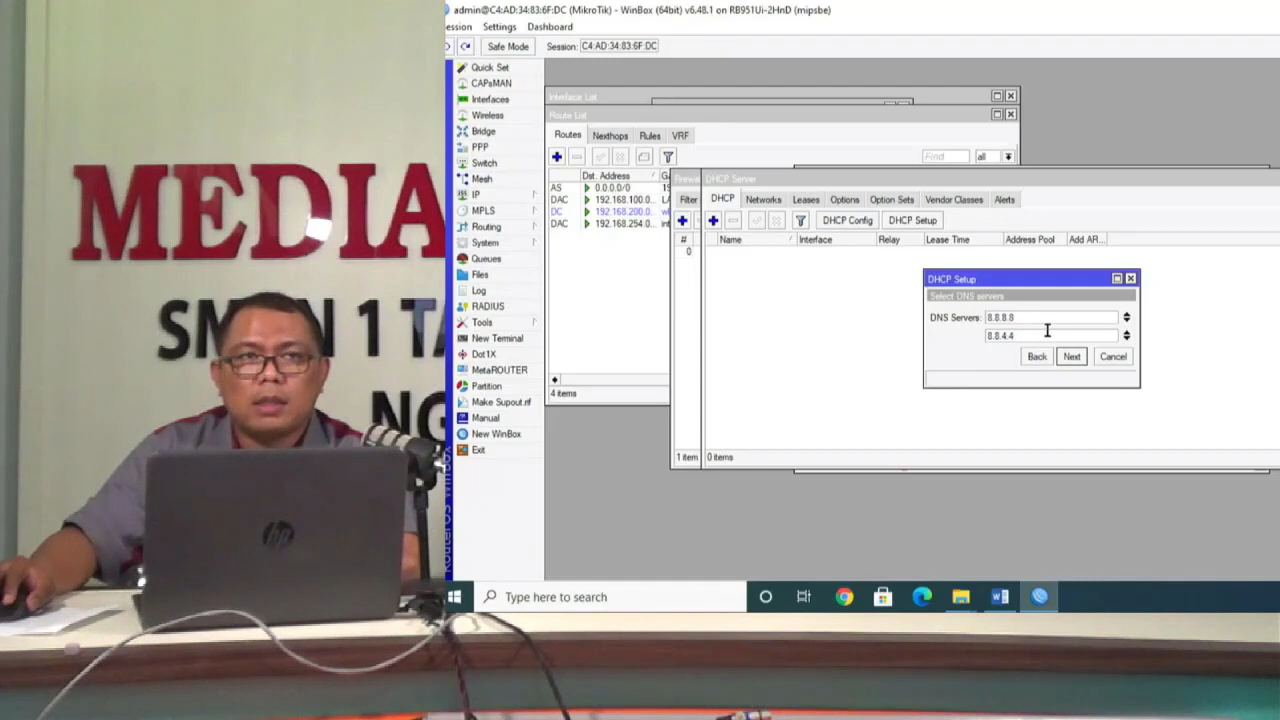 MEDIA
SM
N 1 TA
NG
hp
admin@C4:AD:34:83:6F:DC (MikroTik) - WinBox (64bit) v6.48.1 on RB951Ui-2HnD (mipsbe)
ession Settings Dashboard
Safe Mode Session: C4:AD:34:83:6F:DC
Quick Set
CAPsMAN
Interfaces
Wireless
Bridge
PPP
Switch
Mesh
IP
MPLS
Routing
System
Queues
Files
Log
RADIUS
Tools
New Terminal
Dot1X
MetaROUTER
Partition
Make Supout.rif
Manual
New WinBox
Exit
RouterOS WinBox
Interface List
Route List
Routes Nexthops Rules VRF
Find all
Dst. Address
AS 0.0.0.0/0
DAC 192.168.100.0...
DC 192.168.200.0...
DAC 192.168.254.0...
4 items
Firewall
Filter
#
0
1 item
DHCP Server
DHCP Networks Leases Options Option Sets Vendor Classes Alerts
DHCP Config DHCP Setup
Name Interface Relay Lease Time Address Pool Add AR...
0 items
DHCP Setup
Select DNS servers
DNS Servers: 8.8.8.8
8.8.4.4
Back Next Cancel
Type here to search